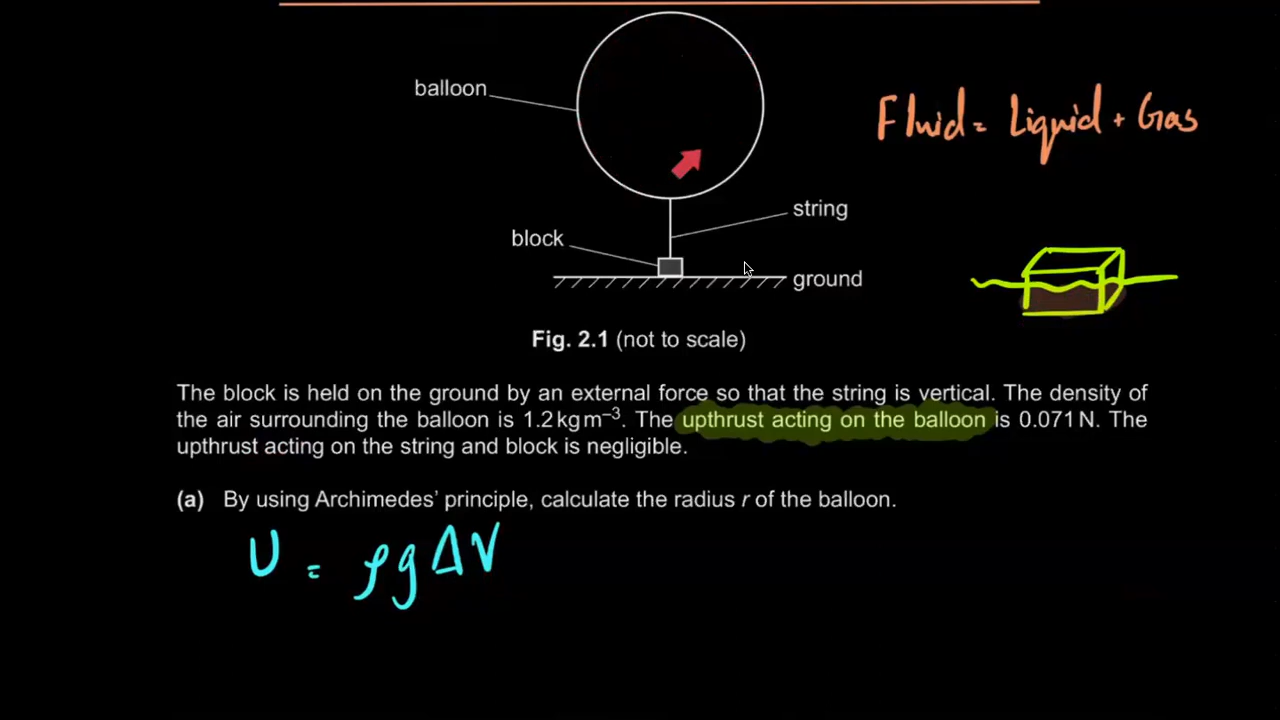 balloon
Fluid = Liquid + Gas
string
block
ground
Fig. 2.1 (not to scale)
The block is held on the ground by an external force so that the string is vertical. The density of
the air surrounding the balloon is 1.2 kg m⁻³. The upthrust acting on the balloon is 0.071 N. The
upthrust acting on the string and block is negligible.
(a) By using Archimedes’ principle, calculate the radius r of the balloon.
U = ρgΔV